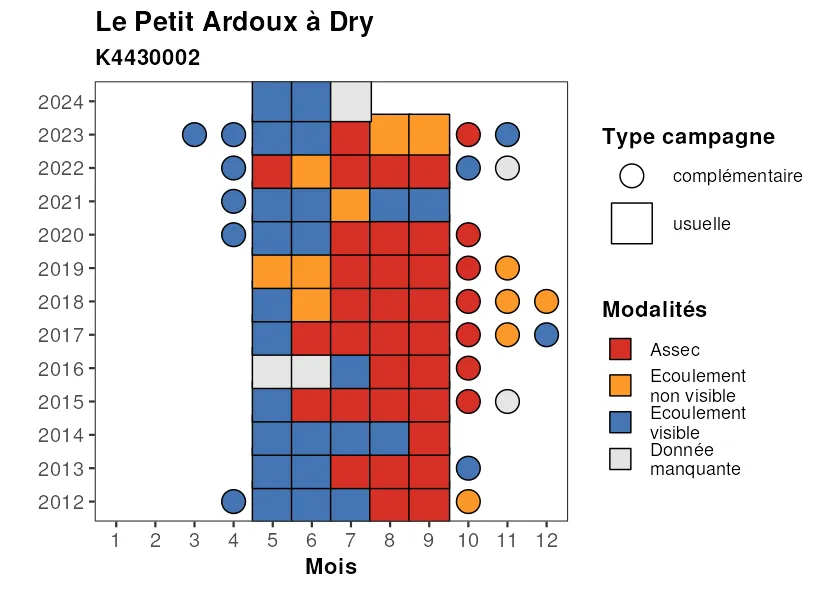 Le Petit Ardoux à Dry
K4430002
2024
2023
2022
2021
2020
2019
2018
2017
2016
2015
2014
2013
2012
1 2 3 4 5 6 7 8 9 10 11 12
Mois
Type campagne
complémentaire
usuelle
Modalités
Assec
Ecoulement
non visible
Ecoulement
visible
Donnée
manquante